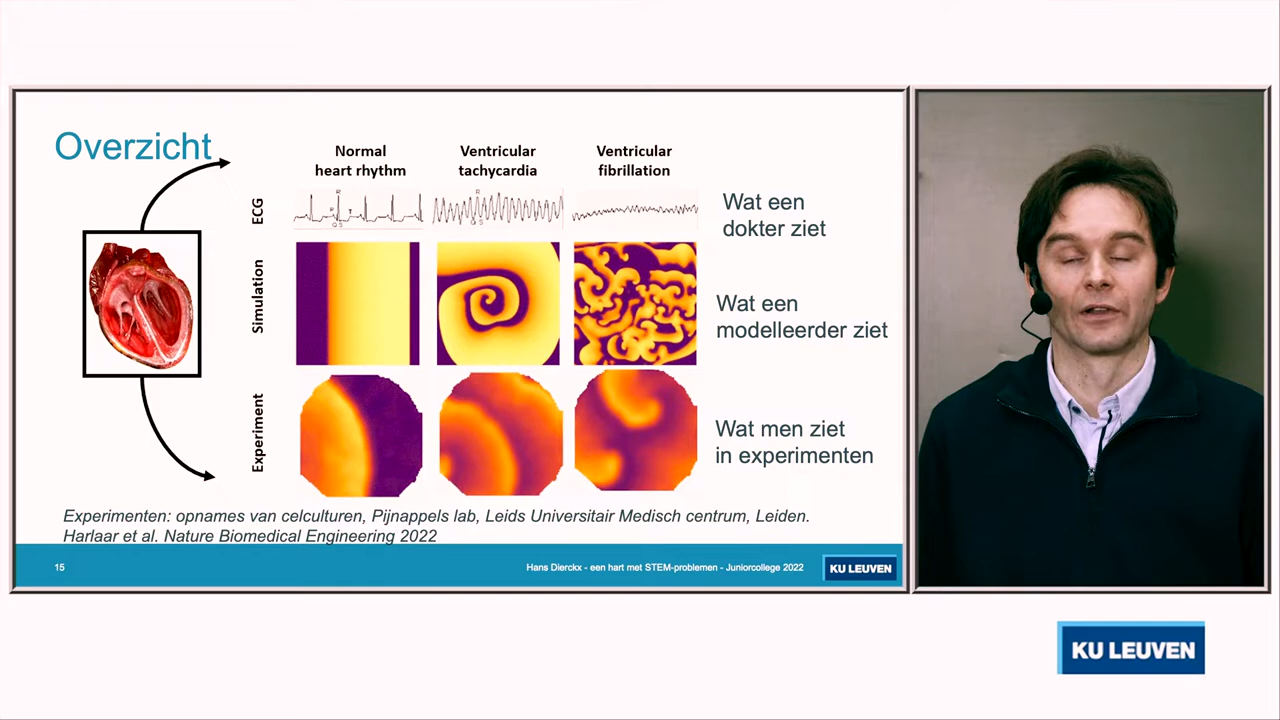 Overzicht
Normal
heart rhythm
Ventricular
tachycardia
Ventricular
fibrillation
ECG
R
P
T
Q S
R
Q S
Wat een
dokter ziet
Simulation
Wat een
modelleerder ziet
Experiment
Wat men ziet
in experimenten
Experimenten: opnames van celculturen, Pijnappels lab, Leids Universitair Medisch centrum, Leiden.
Harlaar et al. Nature Biomedical Engineering 2022
15
Hans Dierckx - een hart met STEM-problemen - Juniorcollege 2022
KU LEUVEN
KU LEUVEN